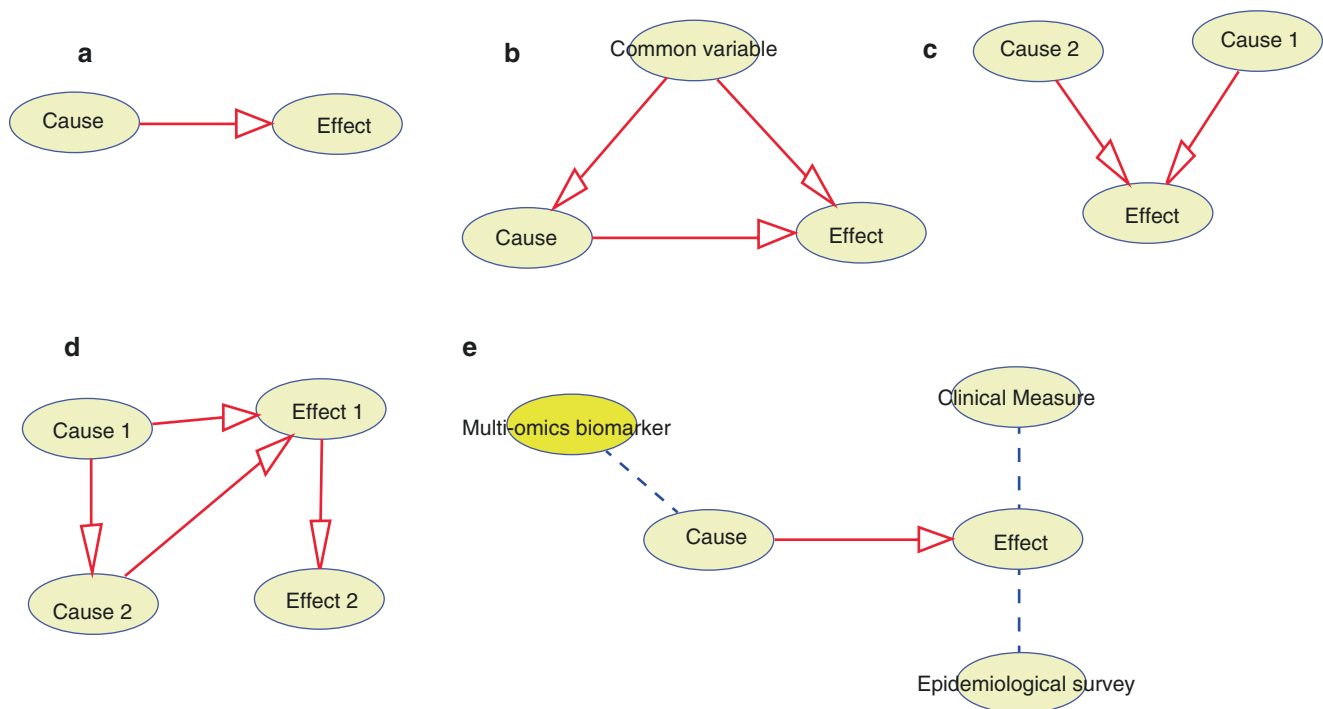 a
Cause
Effect
b
Common variable
Cause
Effect
c
Cause 2
Cause 1
Effect
d
Cause 1
Effect 1
Cause 2
Effect 2
e
Multi-omics biomarker
Clinical Measure
Cause
Effect
Epidemiological survey